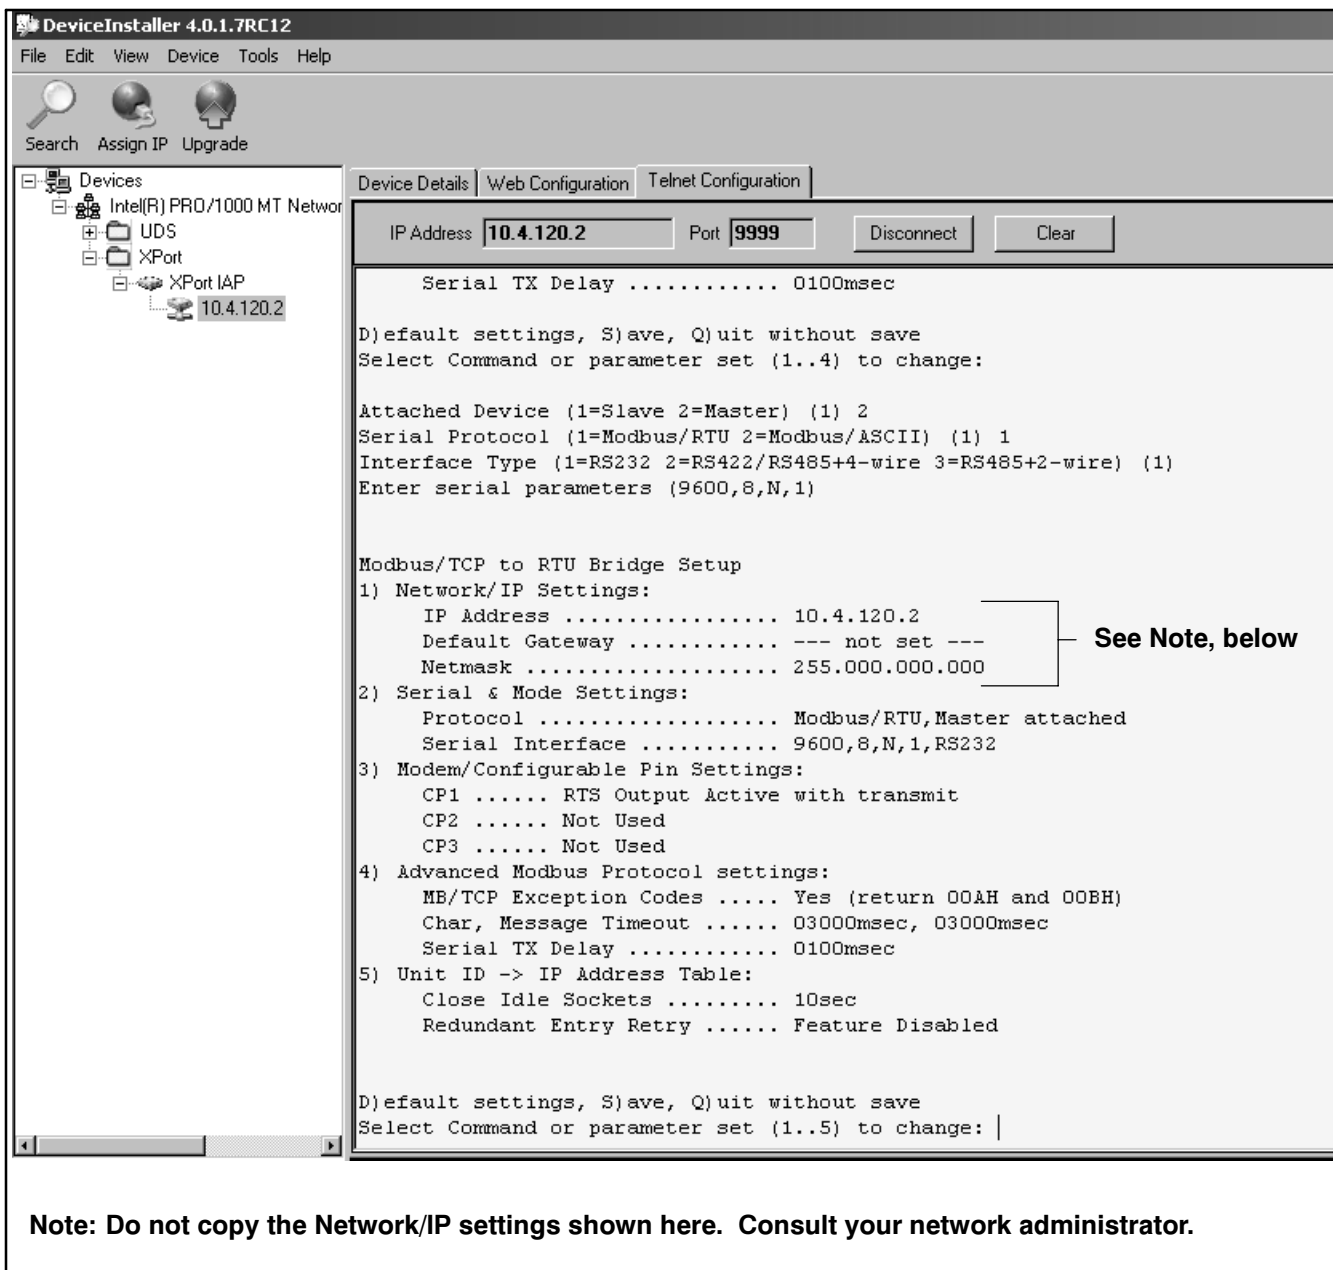 DeviceInstaller 4.0.1.7RC12
File Edit View Device Tools Help
Search Assign IP Upgrade
Devices
Intel(R) PRO/1000 MT Networ
UDS
XPort
XPort IAP
10.4.120.2
Device Details Web Configuration Telnet Configuration
IP Address 10.4.120.2 Port 9999 Disconnect Clear
Serial TX Delay ............ 0100msec
D)efault settings, S)ave, Q)uit without save
Select Command or parameter set (1..4) to change:
Attached Device (1=Slave 2=Master) (1) 2
Serial Protocol (1=Modbus/RTU 2=Modbus/ASCII) (1) 1
Interface Type (1=RS232 2=RS422/RS485+4-wire 3=RS485+2-wire) (1)
Enter serial parameters (9600,8,N,1)
Modbus/TCP to RTU Bridge Setup
1) Network/IP Settings:
IP Address ................. 10.4.120.2
Default Gateway ............ --- not set ---
See Note, below
Netmask .................... 255.000.000.000
2) Serial & Mode Settings:
Protocol ................... Modbus/RTU,Master attached
Serial Interface ........... 9600,8,N,1,RS232
3) Modem/Configurable Pin Settings:
CP1 ...... RTS Output Active with transmit
CP2 ...... Not Used
CP3 ...... Not Used
4) Advanced Modbus Protocol settings:
MB/TCP Exception Codes ..... Yes (return 00AH and 00BH)
Char, Message Timeout ...... 03000msec, 03000msec
Serial TX Delay ............ 0100msec
5) Unit ID -> IP Address Table:
Close Idle Sockets ......... 10sec
Redundant Entry Retry ...... Feature Disabled
D)efault settings, S)ave, Q)uit without save
Select Command or parameter set (1..5) to change:
Note: Do not copy the Network/IP settings shown here. Consult your network administrator.